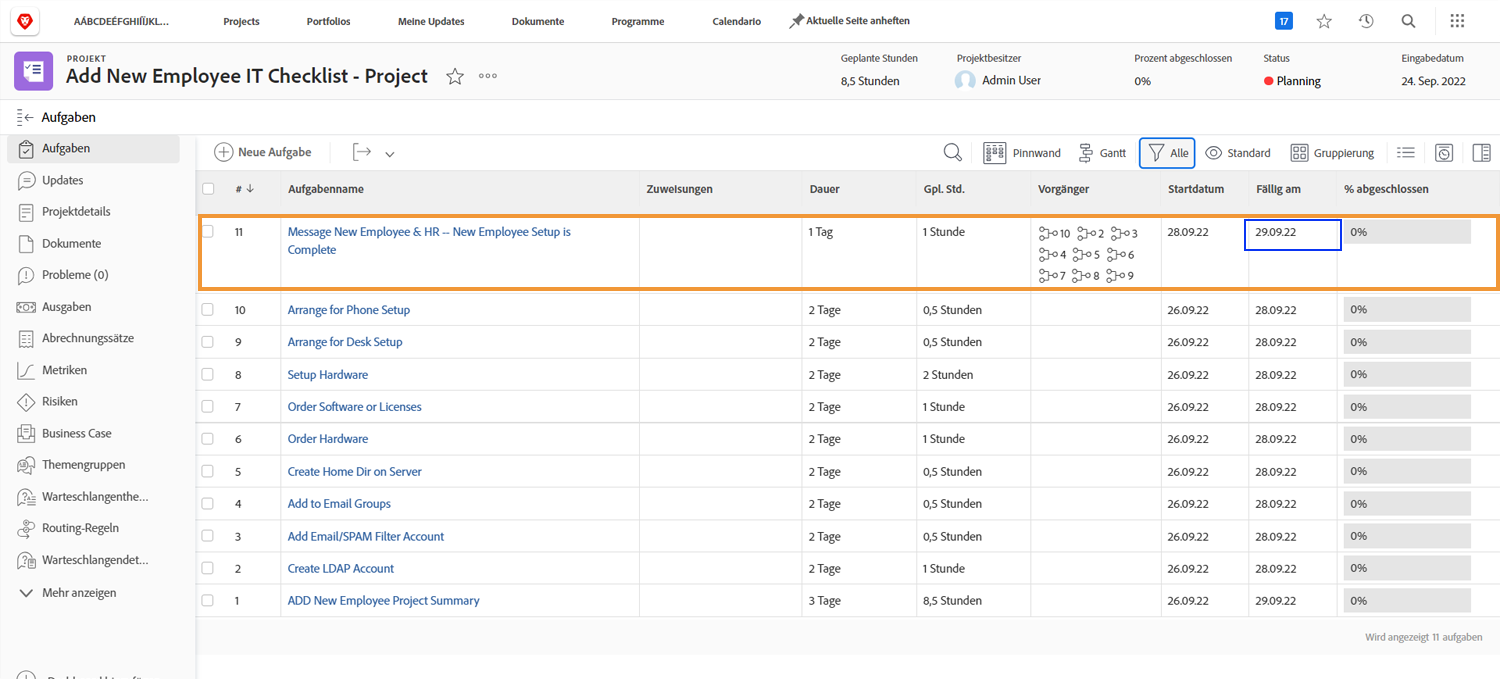 AÁBCDEÉFGHIÍJKL...
Projects
Portfolios
Meine Updates
Dokumente
Programme
Calendario
Aktuelle Seite anheften
17
PROJEKT
Add New Employee IT Checklist - Project
Geplante Stunden
8,5 Stunden
Projektbesitzer
Admin User
Prozent abgeschlossen
0%
Status
Planning
Eingabedatum
24. Sep. 2022
Aufgaben
Aufgaben
Updates
Projektdetails
Dokumente
Probleme (0)
Ausgaben
Abrechnungssätze
Metriken
Risiken
Business Case
Themengruppen
Warteschlangenthe...
Routing-Regeln
Warteschlangendet...
Mehr anzeigen
Neue Aufgabe
Pinnwand
Gantt
Alle
Standard
Gruppierung
# Aufgabenname Zuweisungen Dauer Gpl. Std. Vorgänger Startdatum Fällig am % abgeschlossen
11 Message New Employee & HR -- New Employee Setup is 1 Tag 1 Stunde 10 2 3 28.09.22 29.09.22 0%
Complete 4 5 6
7 8 9
10 Arrange for Phone Setup 2 Tage 0,5 Stunden 26.09.22 28.09.22 0%
9 Arrange for Desk Setup 2 Tage 0,5 Stunden 26.09.22 28.09.22 0%
8 Setup Hardware 2 Tage 2 Stunden 26.09.22 28.09.22 0%
7 Order Software or Licenses 2 Tage 1 Stunde 26.09.22 28.09.22 0%
6 Order Hardware 2 Tage 1 Stunde 26.09.22 28.09.22 0%
5 Create Home Dir on Server 2 Tage 0,5 Stunden 26.09.22 28.09.22 0%
4 Add to Email Groups 2 Tage 0,5 Stunden 26.09.22 28.09.22 0%
3 Add Email/SPAM Filter Account 2 Tage 0,5 Stunden 26.09.22 28.09.22 0%
2 Create LDAP Account 2 Tage 1 Stunde 26.09.22 28.09.22 0%
1 ADD New Employee Project Summary 3 Tage 8,5 Stunden 26.09.22 29.09.22 0%
Wird angezeigt 11 aufgaben